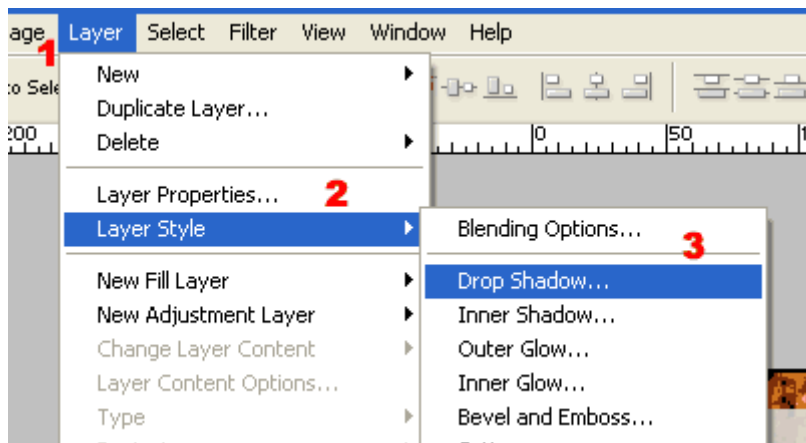 age Layer Select Filter View Window Help
1
to Sele
New
Duplicate Layer...
Delete
200 0 50
Layer Properties... 2
Layer Style
Blending Options...
3
New Fill Layer
Drop Shadow...
New Adjustment Layer
Inner Shadow...
Change Layer Content
Outer Glow...
Layer Content Options...
Inner Glow...
Type
Bevel and Emboss...